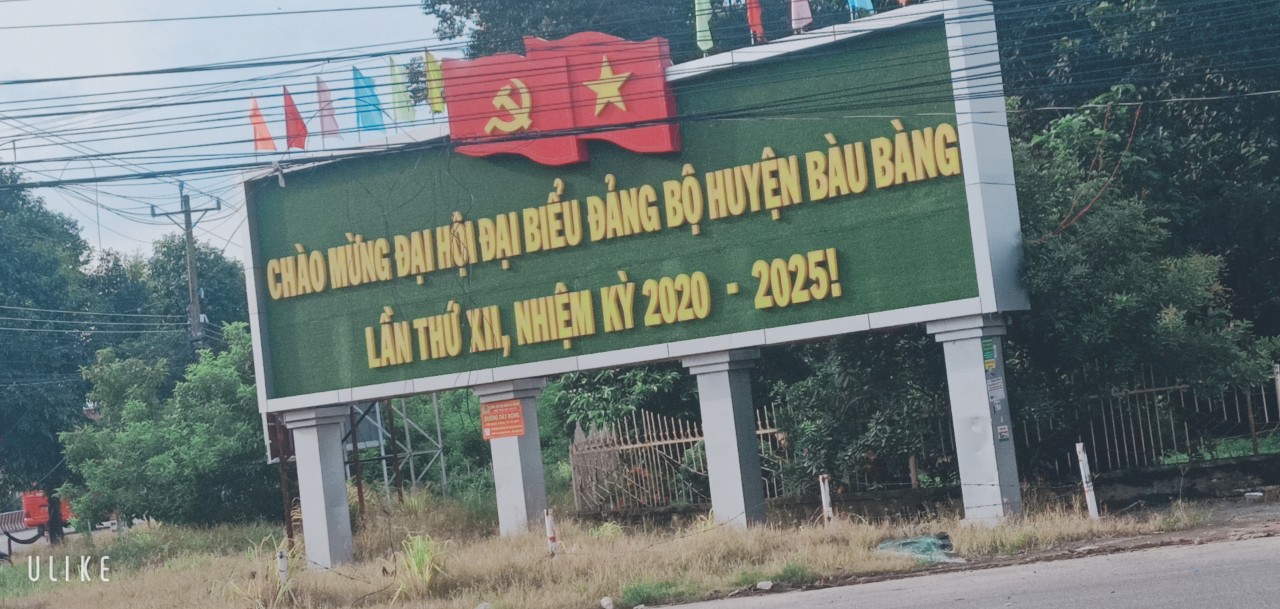 CHÀO MỪNG ĐẠI HỘI ĐẠI BIỂU ĐẢNG BỘ HUYỆN BÀU BÀNG
LẦN THỨ XII, NHIỆM KỲ 2020 - 2025!
ULIKE